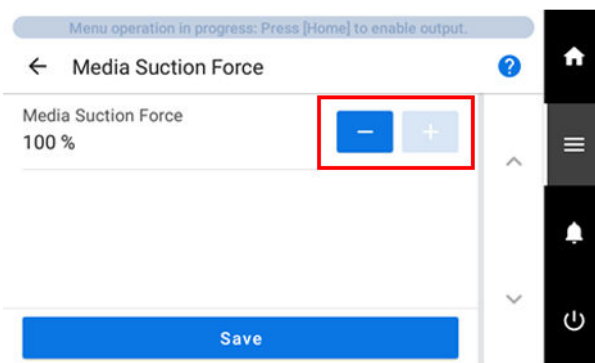 Menu operation in progress: Press [Home] to enable output.
← Media Suction Force ?
Media Suction Force
100 % − +
Save